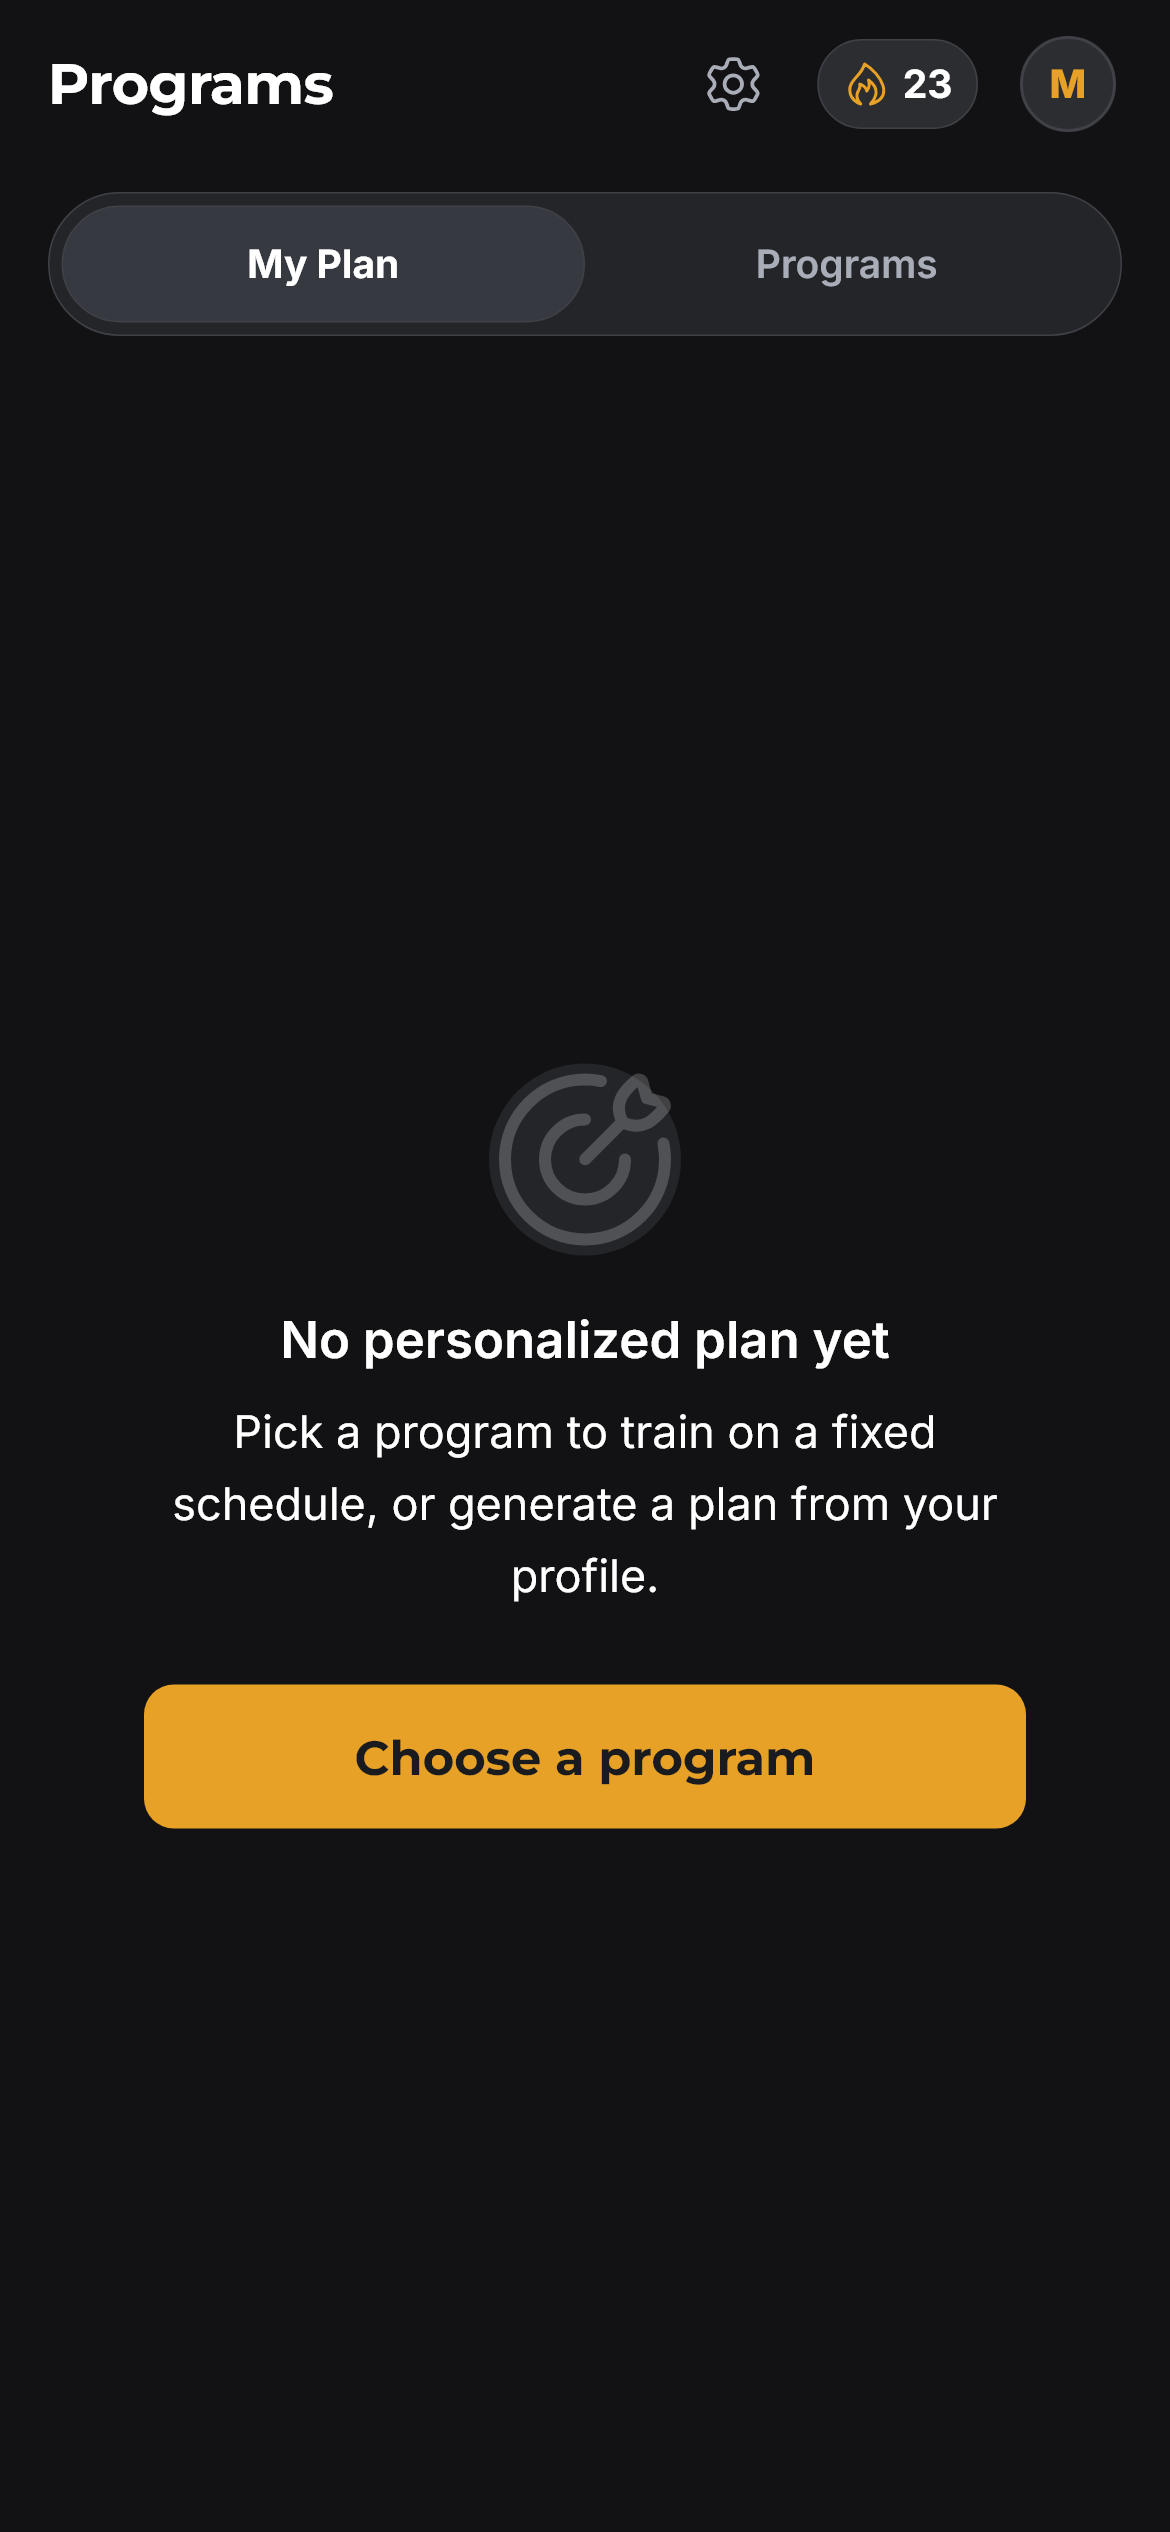 Programs
23
M
My Plan
Programs
No personalized plan yet
Pick a program to train on a fixed
schedule, or generate a plan from your
profile.
Choose a program